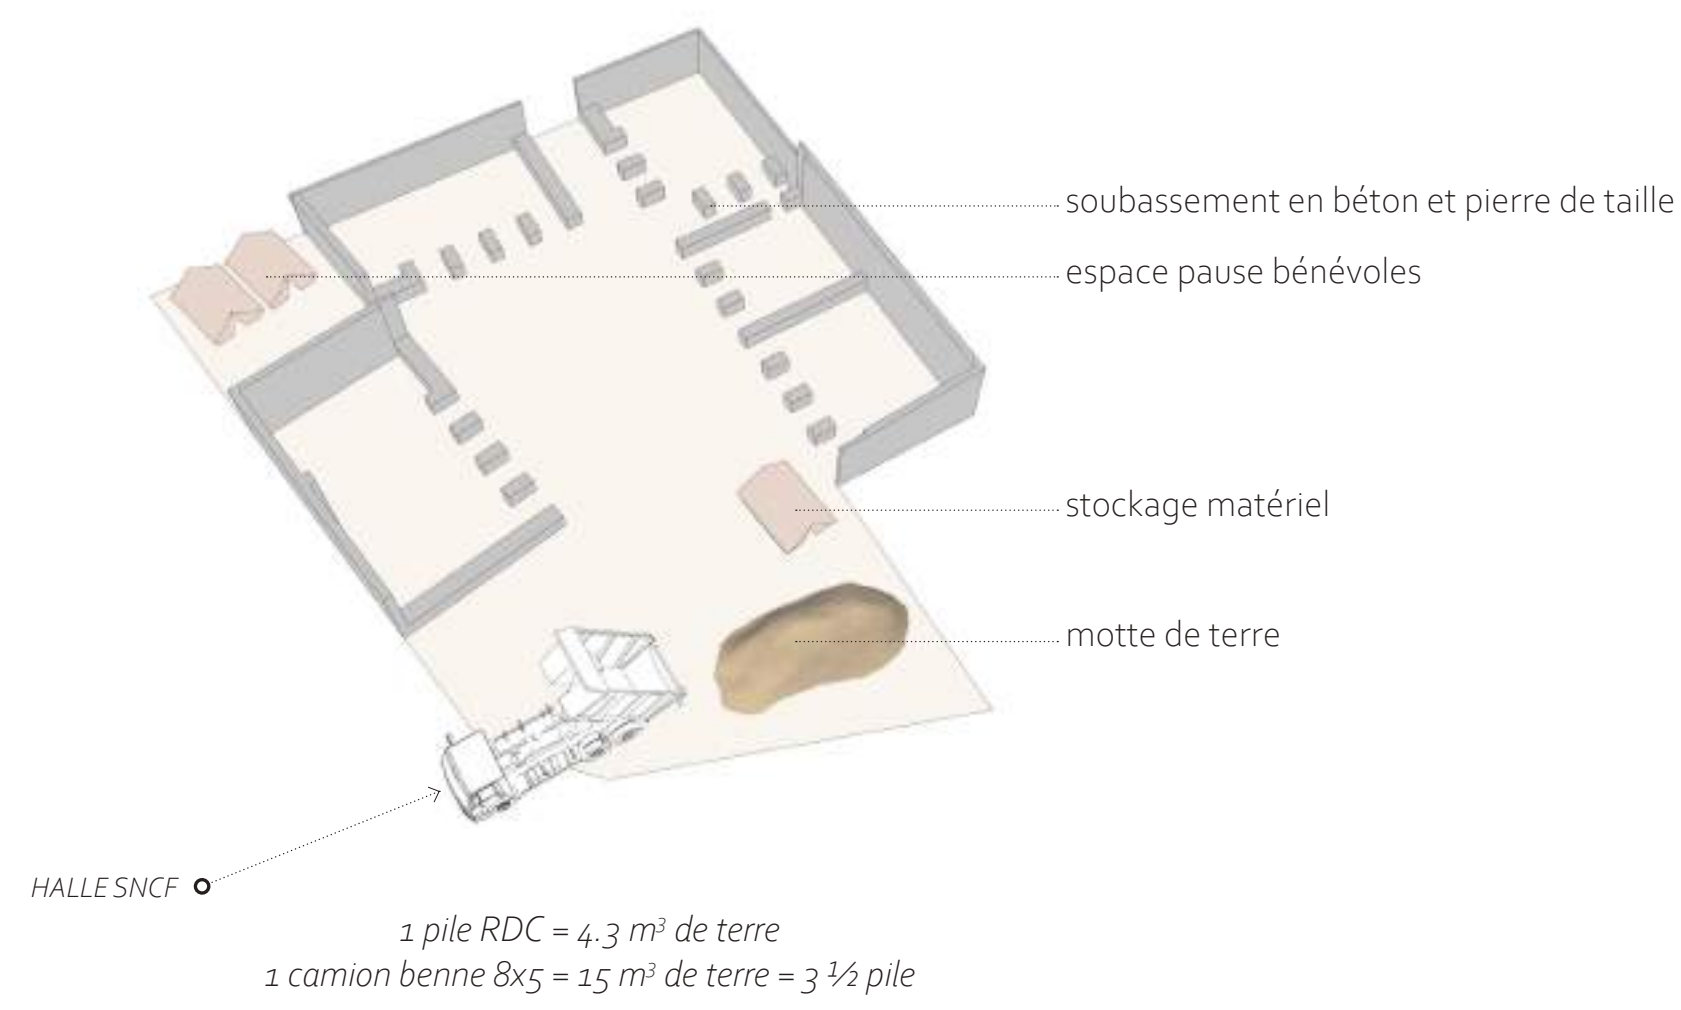 soubassement en béton et pierre de taille
espace pause bénévoles
stockage matériel
motte de terre
HALLE SNCF
1 pile RDC = 4.3 m³ de terre
1 camion benne 8x5 = 15 m³ de terre = 3 ½ pile